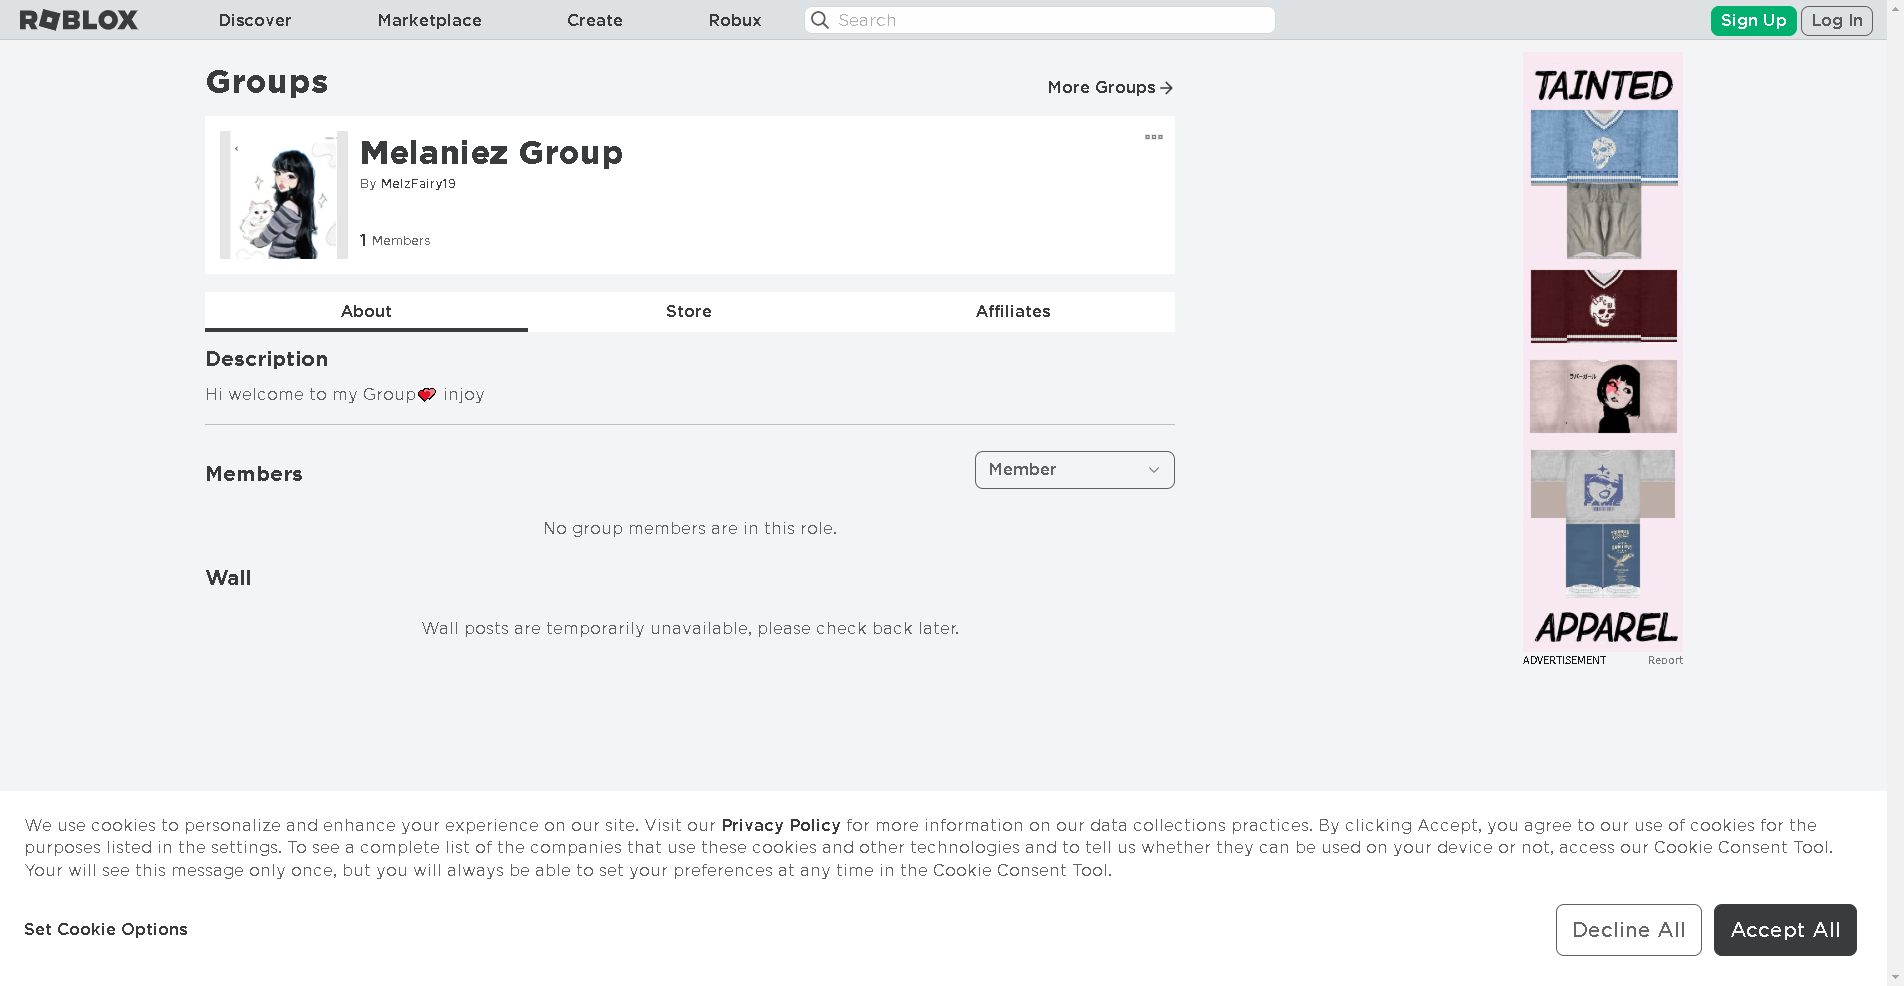 ROBLOX Discover Marketplace Create Robux Search Sign Up Log In
Groups
More Groups
Melaniez Group
By MelzFairy19
1 Members
About Store Affiliates
Description
Hi welcome to my Group💕 injoy
Members
Member
No group members are in this role.
Wall
Wall posts are temporarily unavailable, please check back later.
TAINTED
ラバーガール
FAME
APPAREL
ADVERTISEMENT Report
We use cookies to personalize and enhance your experience on our site. Visit our Privacy Policy for more information on our data collections practices. By clicking Accept, you agree to our use of cookies for the
purposes listed in the settings. To see a complete list of the companies that use these cookies and other technologies and to tell us whether they can be used on your device or not, access our Cookie Consent Tool.
Your will see this message only once, but you will always be able to set your preferences at any time in the Cookie Consent Tool.
Set Cookie Options
Decline All Accept All